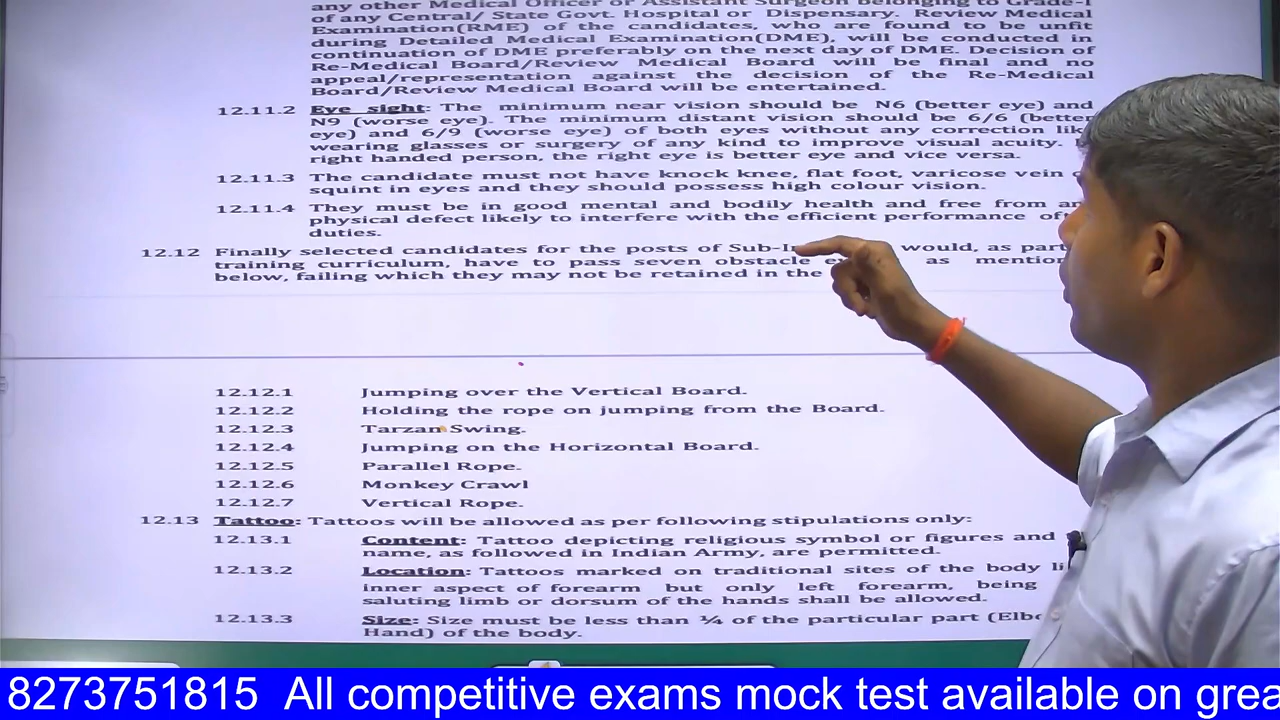 any other Medical Officer or Assistant Surgeon belonging to Grade-I
of any Central/ State Govt. Hospital or Dispensary. Review Medical
Examination(RME) of the candidates, who are found to be unfit
during Detailed Medical Examination(DME), will be conducted in
continuation of DME preferably on the next day of DME. Decision of
Re-Medical Board/Review Medical Board will be final and no
appeal/representation against the decision of the Re-Medical
Board/Review Medical Board will be entertained.
12.11.2 Eye sight: The minimum near vision should be N6 (better eye) and
N9 (worse eye). The minimum distant vision should be 6/6 (better
eye) and 6/9 (worse eye) of both eyes without any correction lik
wearing glasses or surgery of any kind to improve visual acuity.
right handed person, the right eye is better eye and vice versa.
12.11.3 The candidate must not have knock knee, flat foot, varicose vein
squint in eyes and they should possess high colour vision.
12.11.4 They must be in good mental and bodily health and free from an
physical defect likely to interfere with the efficient performance of
duties.
12.12 Finally selected candidates for the posts of Sub-In would, as part
training curriculum, have to pass seven obstacle as mention
below, failing which they may not be retained in the
12.12.1 Jumping over the Vertical Board.
12.12.2 Holding the rope on jumping from the Board.
12.12.3 Tarzan Swing.
12.12.4 Jumping on the Horizontal Board.
12.12.5 Parallel Rope.
12.12.6 Monkey Crawl
12.12.7 Vertical Rope.
12.13 Tattoo: Tattoos will be allowed as per following stipulations only:
12.13.1 Content: Tattoo depicting religious symbol or figures and
name, as followed in Indian Army, are permitted.
12.13.2 Location: Tattoos marked on traditional sites of the body li
inner aspect of forearm but only left forearm, being
saluting limb or dorsum of the hands shall be allowed.
12.13.3 Size: Size must be less than ¼ of the particular part (Elbo
Hand) of the body.
8273751815 All competitive exams mock test available on grea